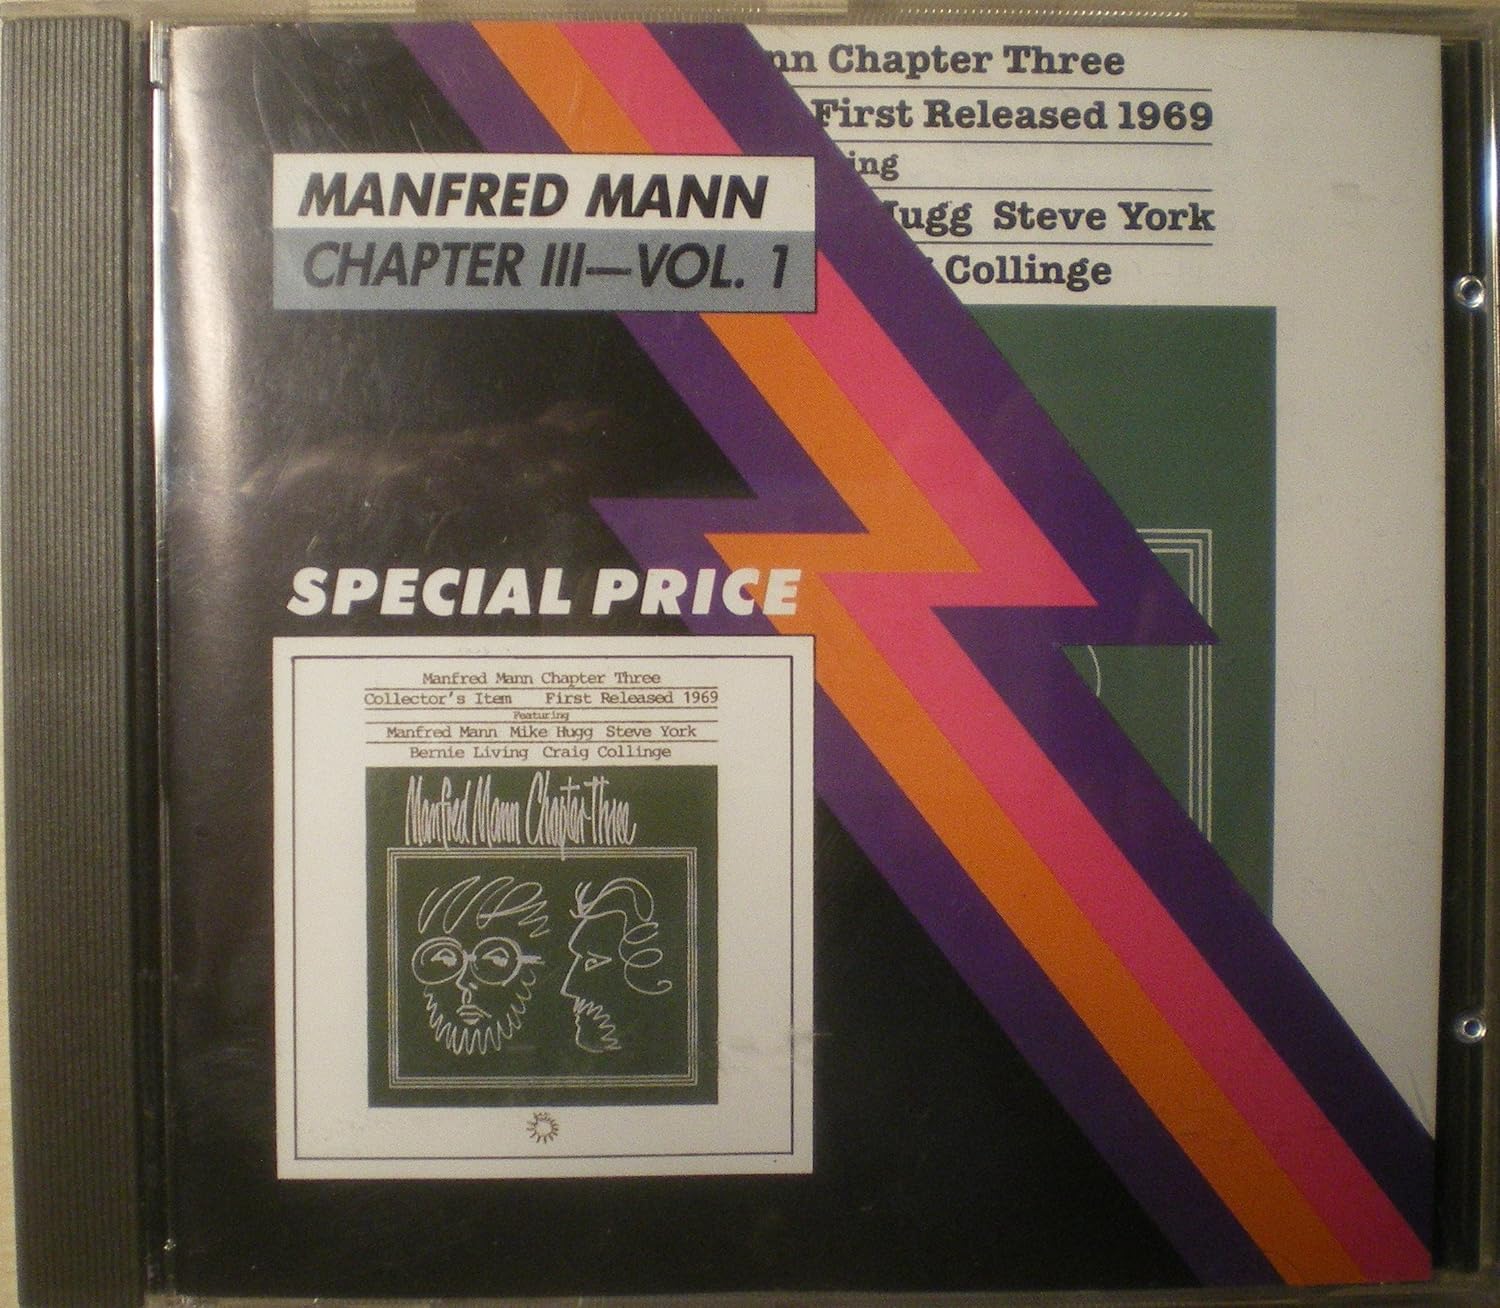 nn Chapter Three
First Released 1969
ing
Hugg Steve York
Collinge
MANFRED MANN
CHAPTER III—VOL. 1
SPECIAL PRICE
Manfred Mann Chapter Three
Collector's Item First Released 1969
Featuring
Manfred Mann Mike Hugg Steve York
Bernie Living Craig Collinge
Manfred Mann Chapter Three